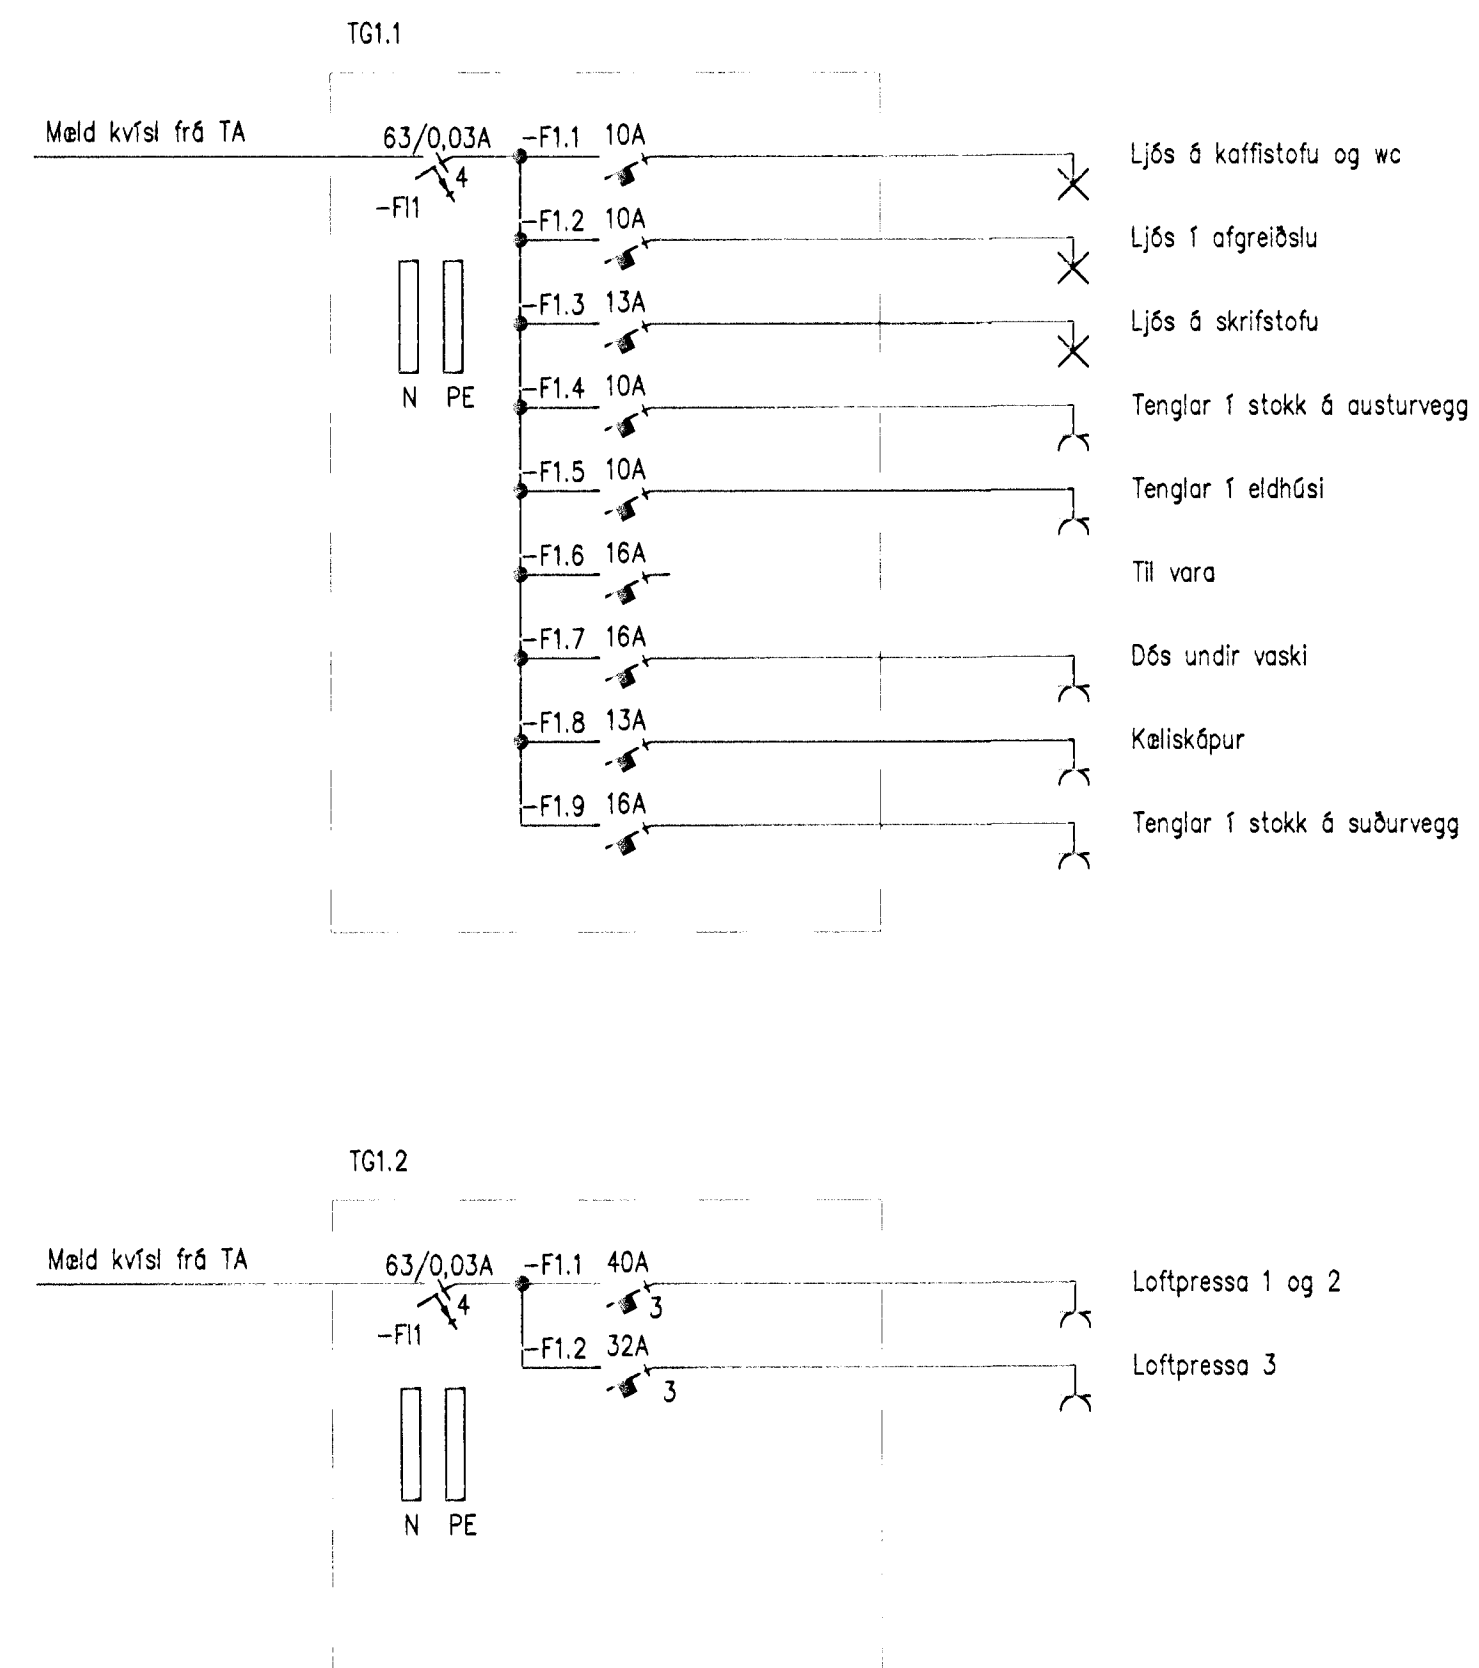 TG1.1
Mæld kvísl frá TA
63/0,03A
4
-FI1
N PE
-F1.1 10A Ljós á kaffistofu og wc
-F1.2 10A Ljós í afgreiðslu
-F1.3 13A Ljós á skrifstofu
-F1.4 10A Tenglar í stokk á austurvegg
-F1.5 10A Tenglar í eldhúsi
-F1.6 16A Til vara
-F1.7 16A Dós undir vaski
-F1.8 13A Kæliskápur
-F1.9 16A Tenglar í stokk á suðurvegg
TG1.2
Mæld kvísl frá TA
63/0,03A
4
-FI1
N PE
-F1.1 40A Loftpressa 1 og 2
3
-F1.2 32A Loftpressa 3
3